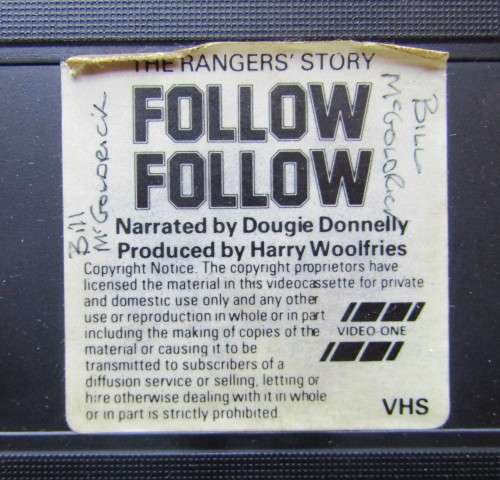 THE RANGERS' STORY
FOLLOW
FOLLOW
Narrated by Dougie Donnelly
Produced by Harry Woolfries
Copyright Notice. The copyright proprietors have
licensed the material in this videocassette for private
and domestic use only and any other
use or reproduction in whole or in part
including the making of copies of the
material or causing it to be
transmitted to subscribers of a
diffusion service or selling, letting or
hire otherwise dealing with it in whole
or in part is strictly prohibited
VIDEO-ONE
VHS
Bill
McGoldrick
BILL
McGOLDRICK